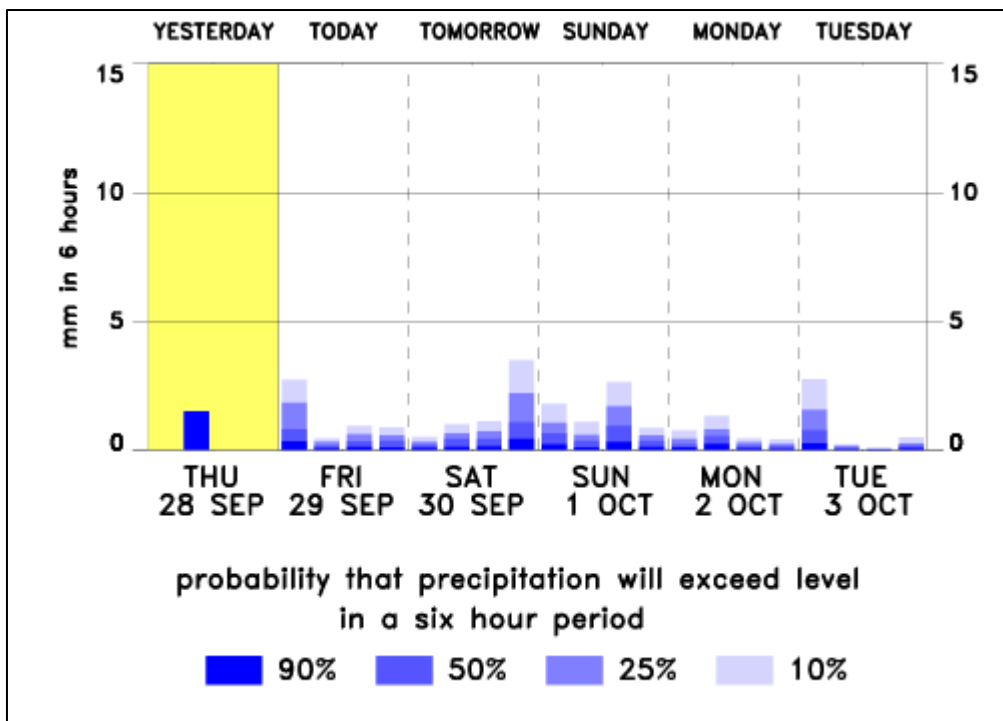 YESTERDAY TODAY TOMORROW SUNDAY MONDAY TUESDAY
15 15
10 10
mm in 6 hours
5 5
0 0
THU FRI SAT SUN MON TUE
28 SEP 29 SEP 30 SEP 1 OCT 2 OCT 3 OCT
probability that precipitation will exceed level
in a six hour period
90% 50% 25% 10%